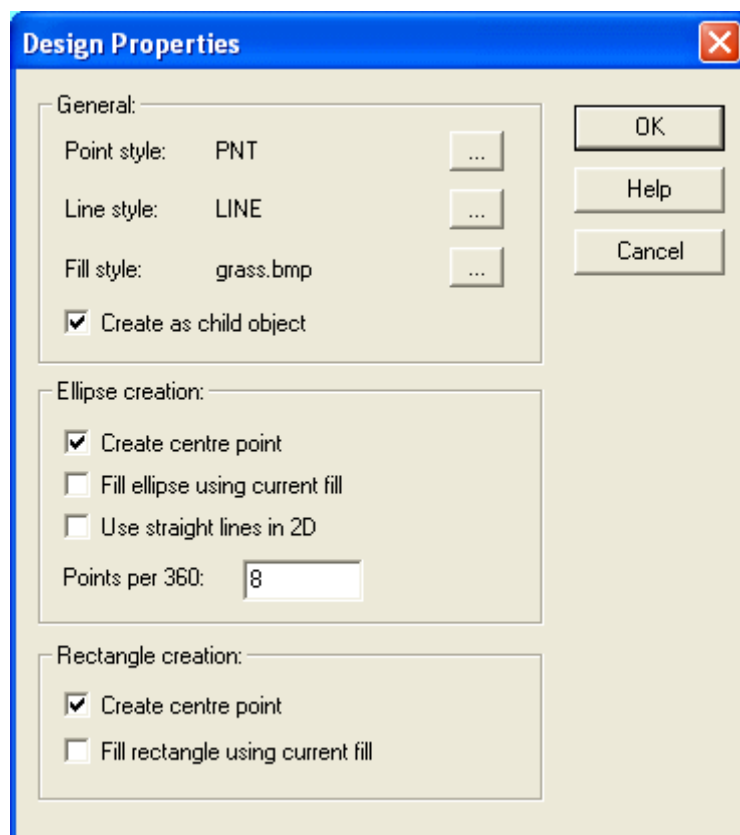 Design Properties
General:
Point style: PNT ...
Line style: LINE ...
Fill style: grass.bmp ...
Create as child object
OK
Help
Cancel
Ellipse creation:
Create centre point
Fill ellipse using current fill
Use straight lines in 2D
Points per 360: 8
Rectangle creation:
Create centre point
Fill rectangle using current fill